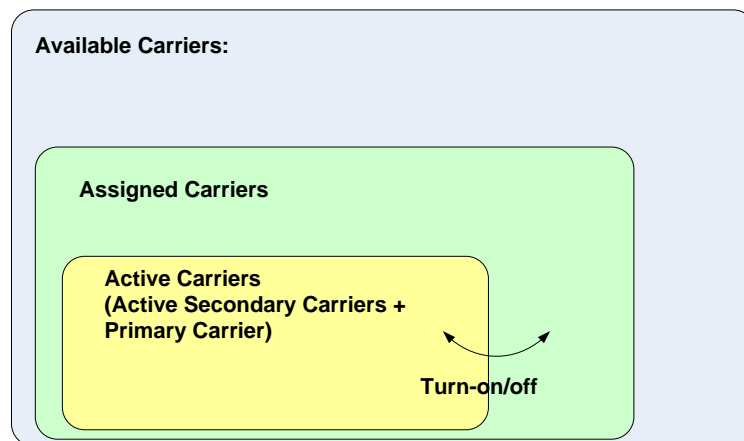 Available Carriers:
Assigned Carriers
Active Carriers
(Active Secondary Carriers +
Primary Carrier)
Turn-on/off